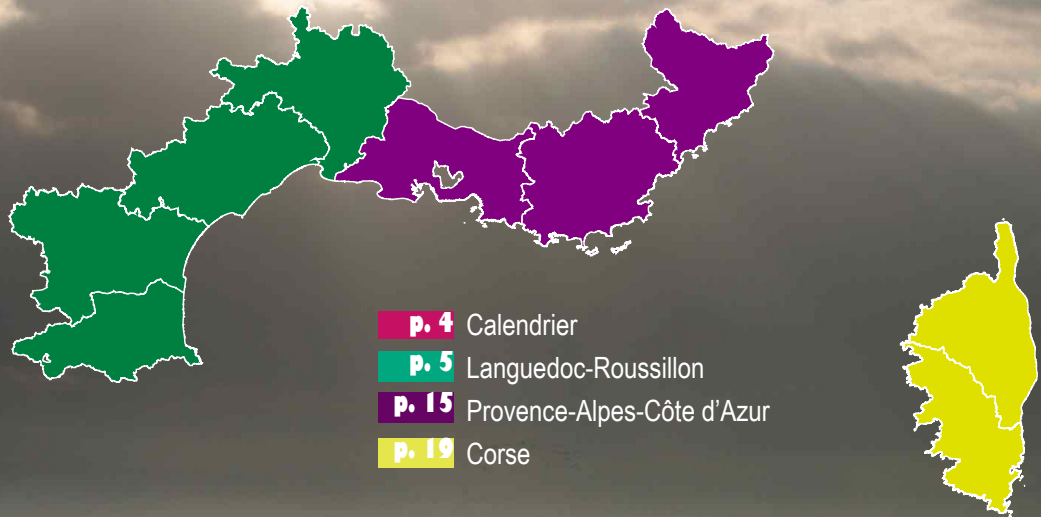 p. 4 Calendrier
p. 5 Languedoc-Roussillon
p. 15 Provence-Alpes-Côte d'Azur
p. 19 Corse